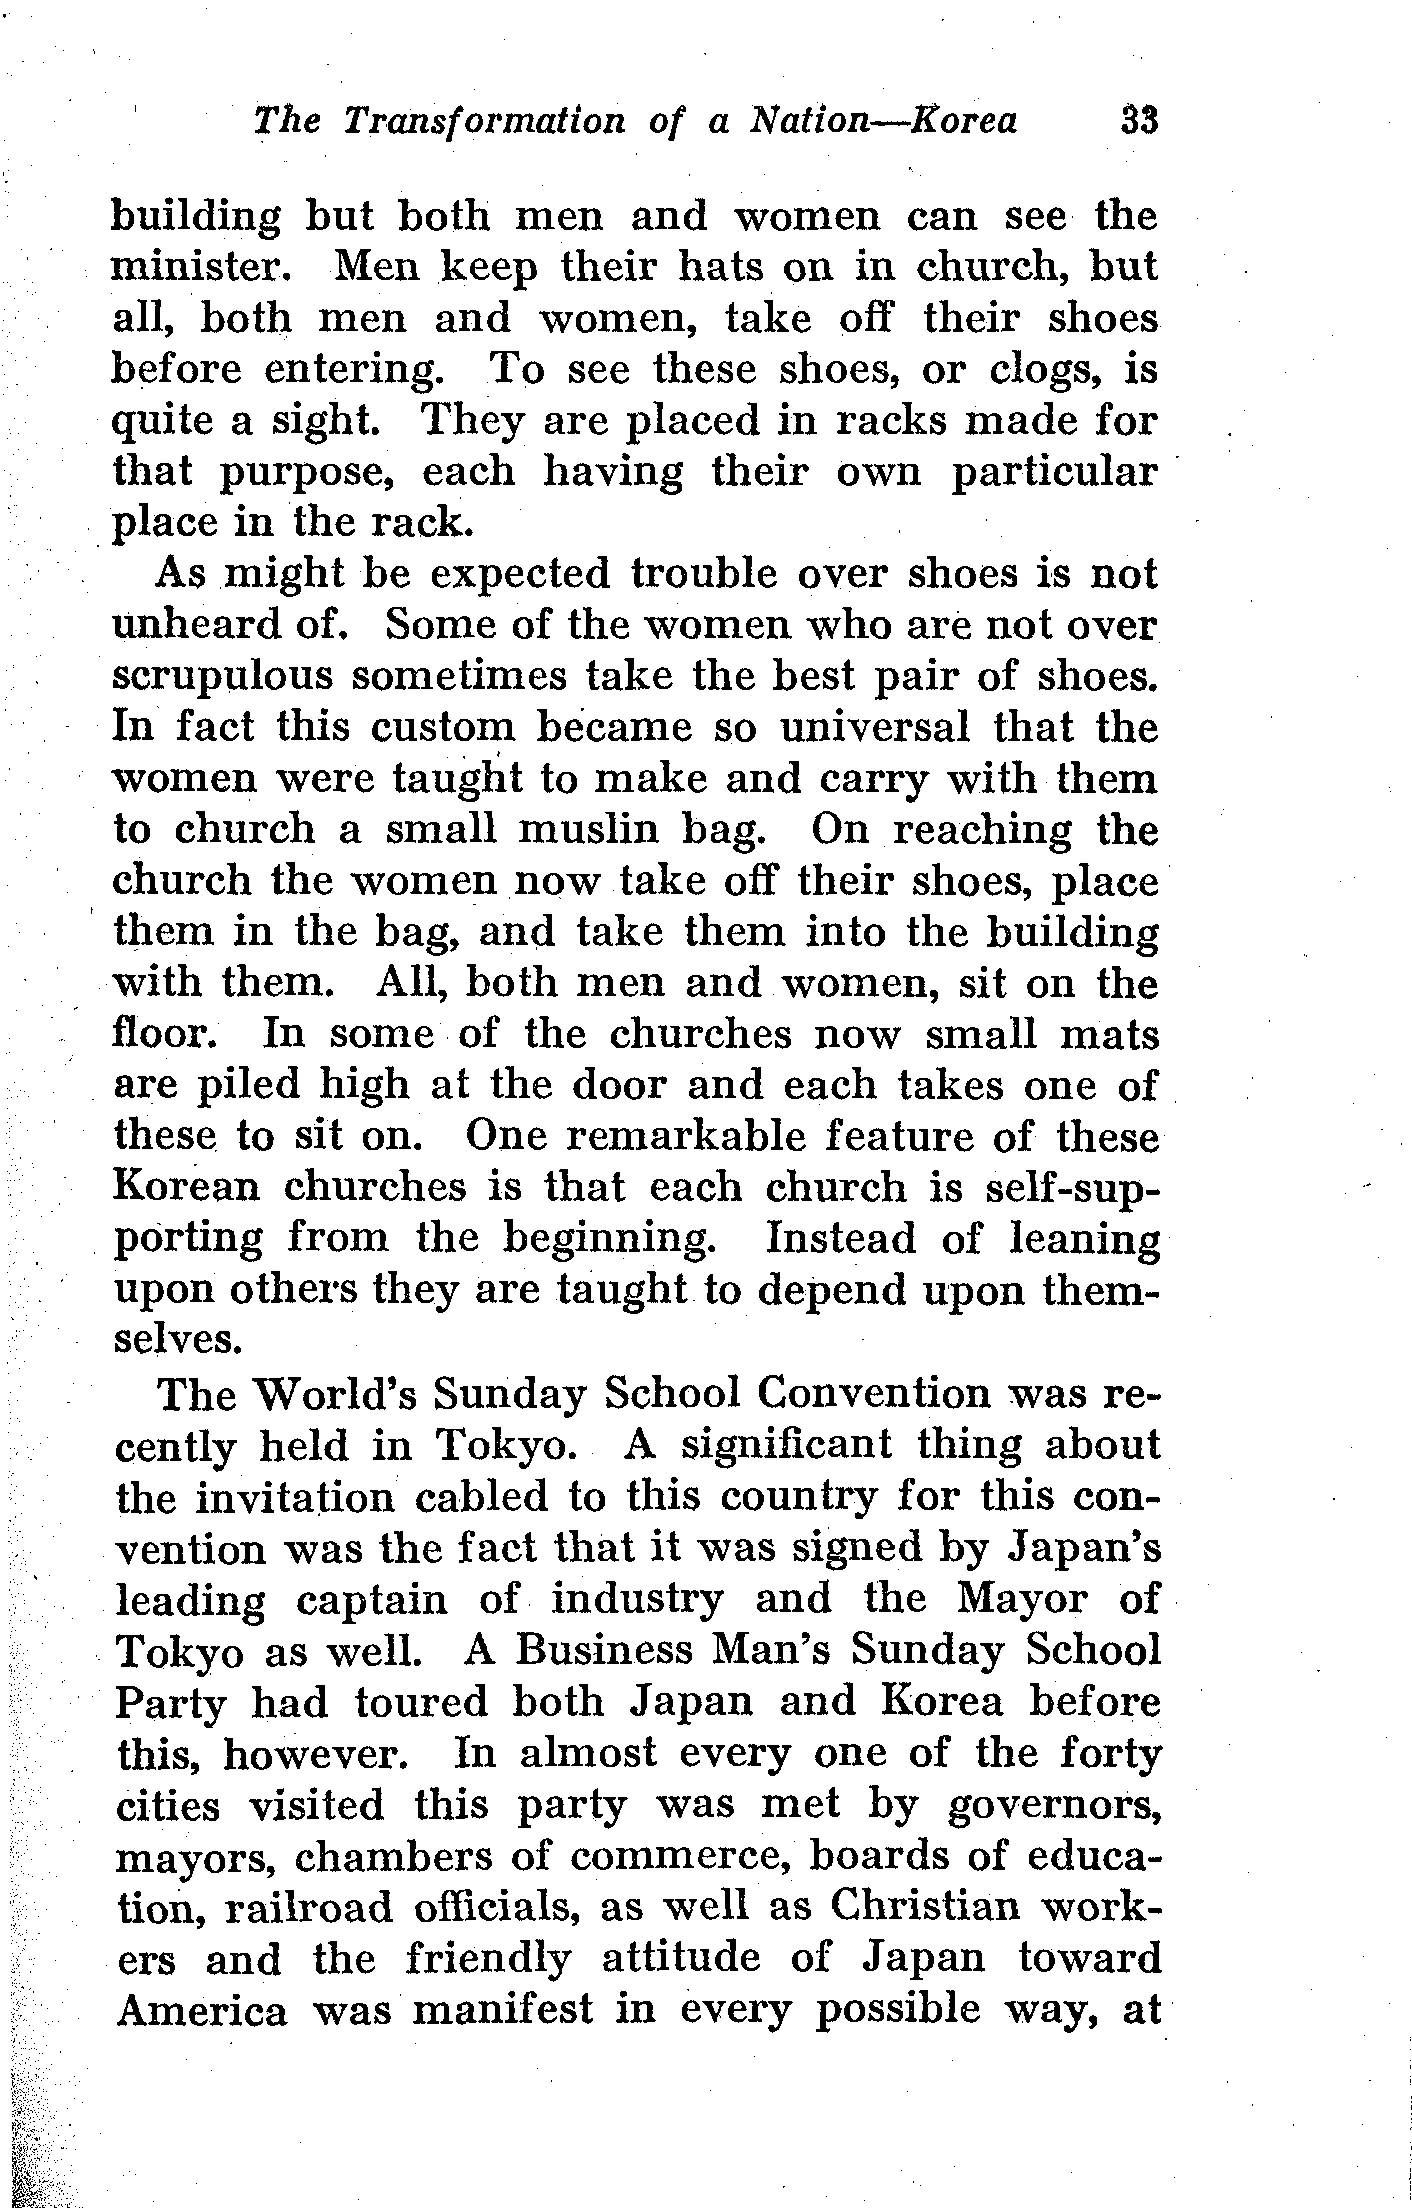 The Transformation of a Nation—Korea 33
building but both men and women can see the
minister. Men keep their hats on in church, but
all, both men and women, take off their shoes
before entering. To see these shoes, or clogs, is
quite a sight. They are placed in racks made for
that purpose, each having their own particular
place in the rack.
As might be expected trouble over shoes is not
unheard of. Some of the women who are not over
scrupulous sometimes take the best pair of shoes.
In fact this custom became so universal that the
women were taught to make and carry with them
to church a small muslin bag. On reaching the
church the women now take off their shoes, place
them in the bag, and take them into the building
with them. All, both men and women, sit on the
floor. In some of the churches now small mats
are piled high at the door and each takes one of
these to sit on. One remarkable feature of these
Korean churches is that each church is self-sup-
porting from the beginning. Instead of leaning
upon others they are taught to depend upon them-
selves.
The World's Sunday School Convention was re-
cently held in Tokyo. A significant thing about
the invitation cabled to this country for this con-
vention was the fact that it was signed by Japan's
leading captain of industry and the Mayor of
Tokyo as well. A Business Man's Sunday School
Party had toured both Japan and Korea before
this, however. In almost every one of the forty
cities visited this party was met by governors,
mayors, chambers of commerce, boards of educa-
tion, railroad officials, as well as Christian work-
ers and the friendly attitude of Japan toward
America was manifest in every possible way, at